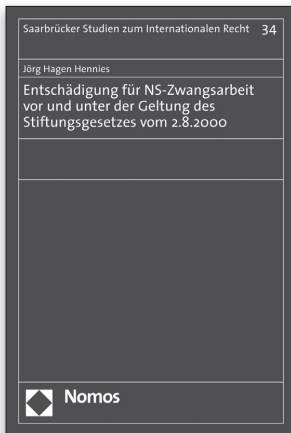 Saarbrücker Studien zum Internationalen Recht 34
Jörg Hagen Hennies
Entschädigung für NS-Zwangsarbeit
vor und unter der Geltung des
Stiftungsgesetzes vom 2.8.2000
Nomos